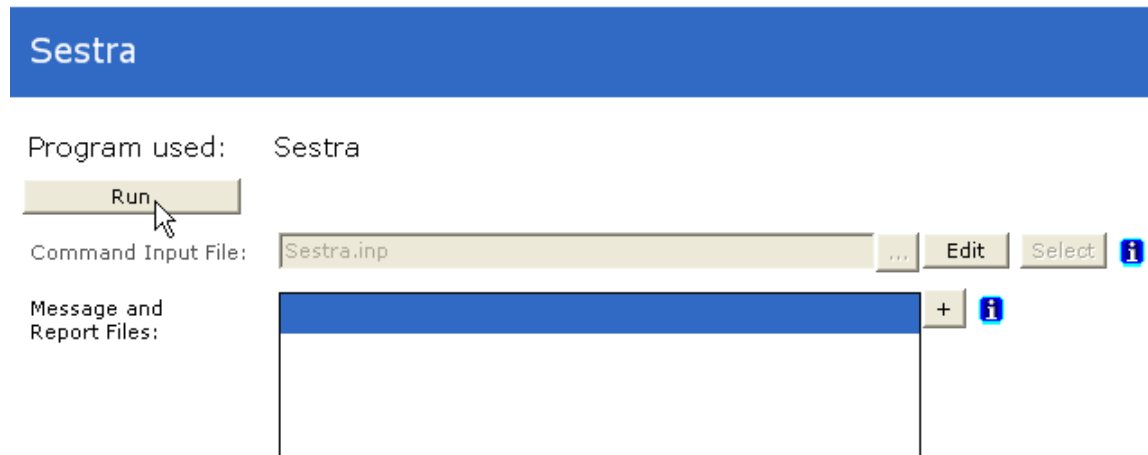 Sestra
Program used: Sestra
Run
Command Input File: Sestra.inp ... Edit Select i
Message and + i
Report Files: